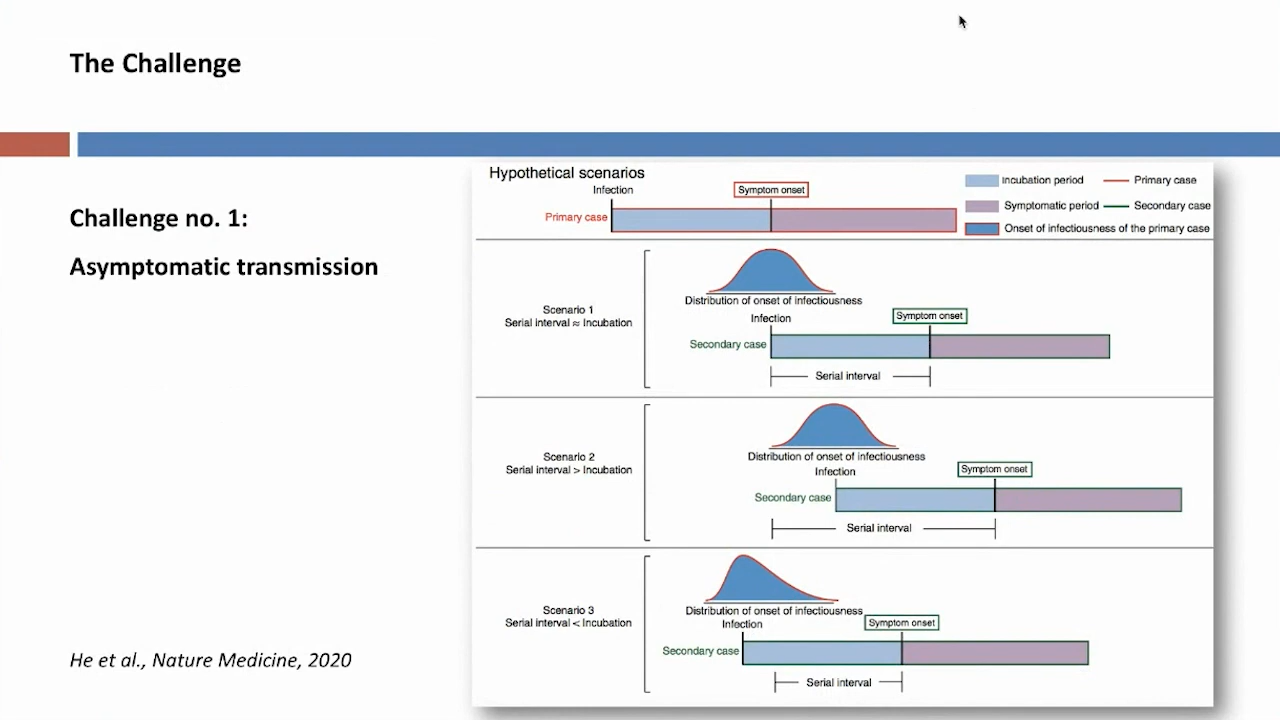 The Challenge
Challenge no. 1:
Asymptomatic transmission
He et al., Nature Medicine, 2020
Hypothetical scenarios
Infection
Symptom onset
Primary case
Incubation period
Primary case
Symptomatic period
Secondary case
Onset of infectiousness of the primary case
Scenario 1
Serial interval ≈ Incubation
Distribution of onset of infectiousness
Infection
Symptom onset
Secondary case
Serial interval
Scenario 2
Serial interval > Incubation
Distribution of onset of infectiousness
Infection
Symptom onset
Secondary case
Serial interval
Scenario 3
Serial interval < Incubation
Distribution of onset of infectiousness
Infection
Symptom onset
Secondary case
Serial interval